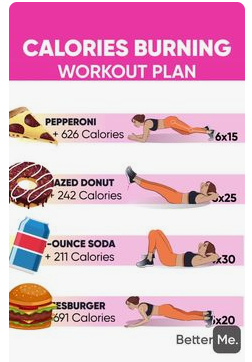 CALORIES BURNING
WORKOUT PLAN
PEPPERONI
+ 626 Calories
6x15
AZED DONUT
+ 242 Calories
x25
-OUNCE SODA
+ 211 Calories
x30
ESBURGER
691 Calories
x20
Better Me.